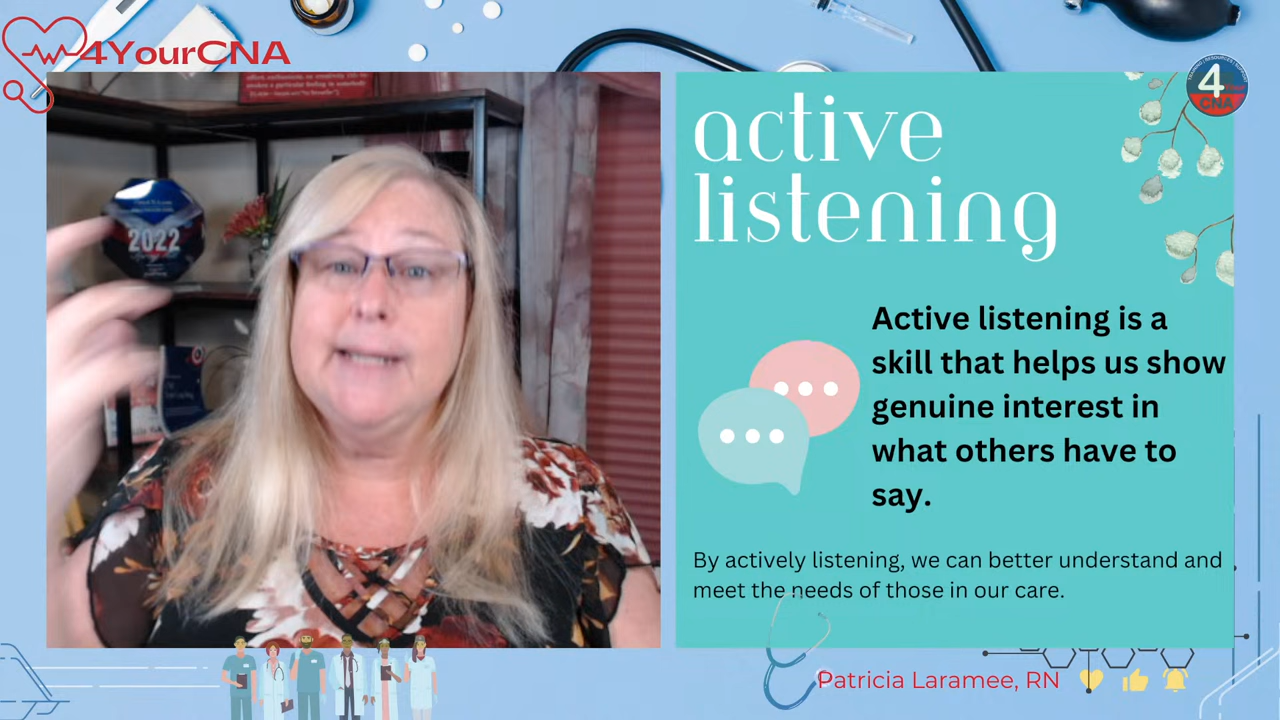 4YourCNA
2022
4
CNA
active
listening
Active listening is a
skill that helps us show
genuine interest in
what others have to
say.
By actively listening, we can better understand and
meet the needs of those in our care.
Patricia Laramee, RN